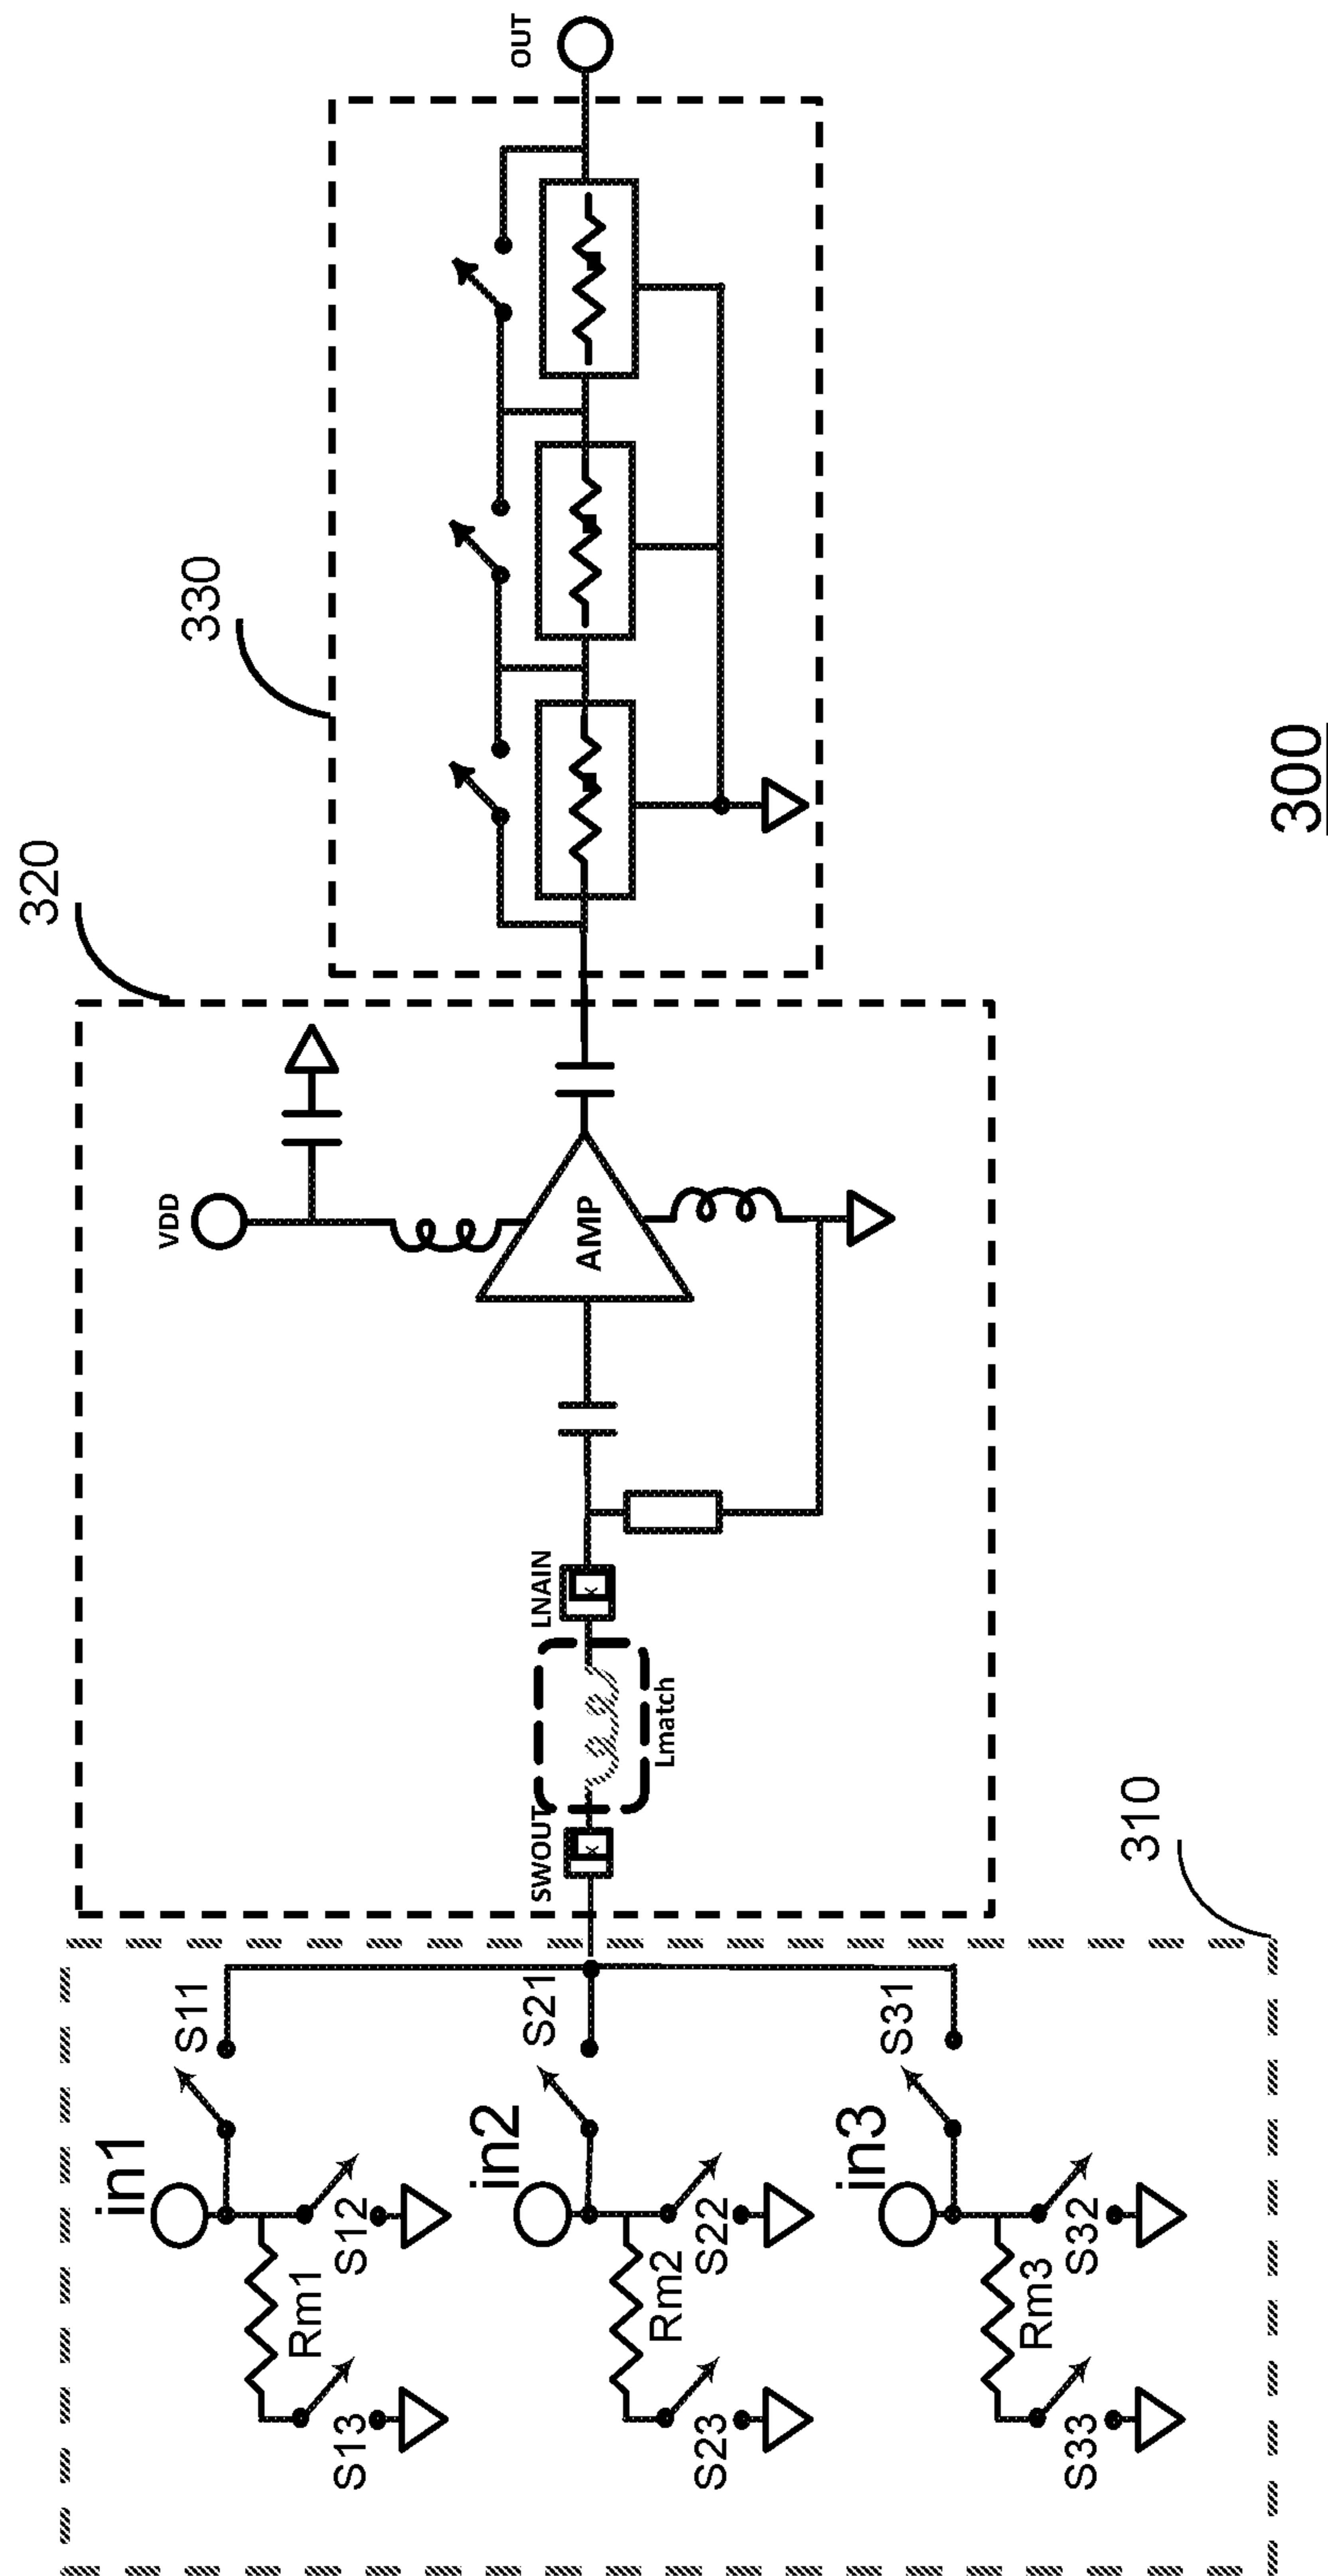 320
330
VDD
OUT
in1
S11
S12
Rm1
S13
SWOUT
LNAIN
AMP
in2
S21
S22
Rm2
S23
Lmatch
in3
S31
S32
Rm3
S33
310
300